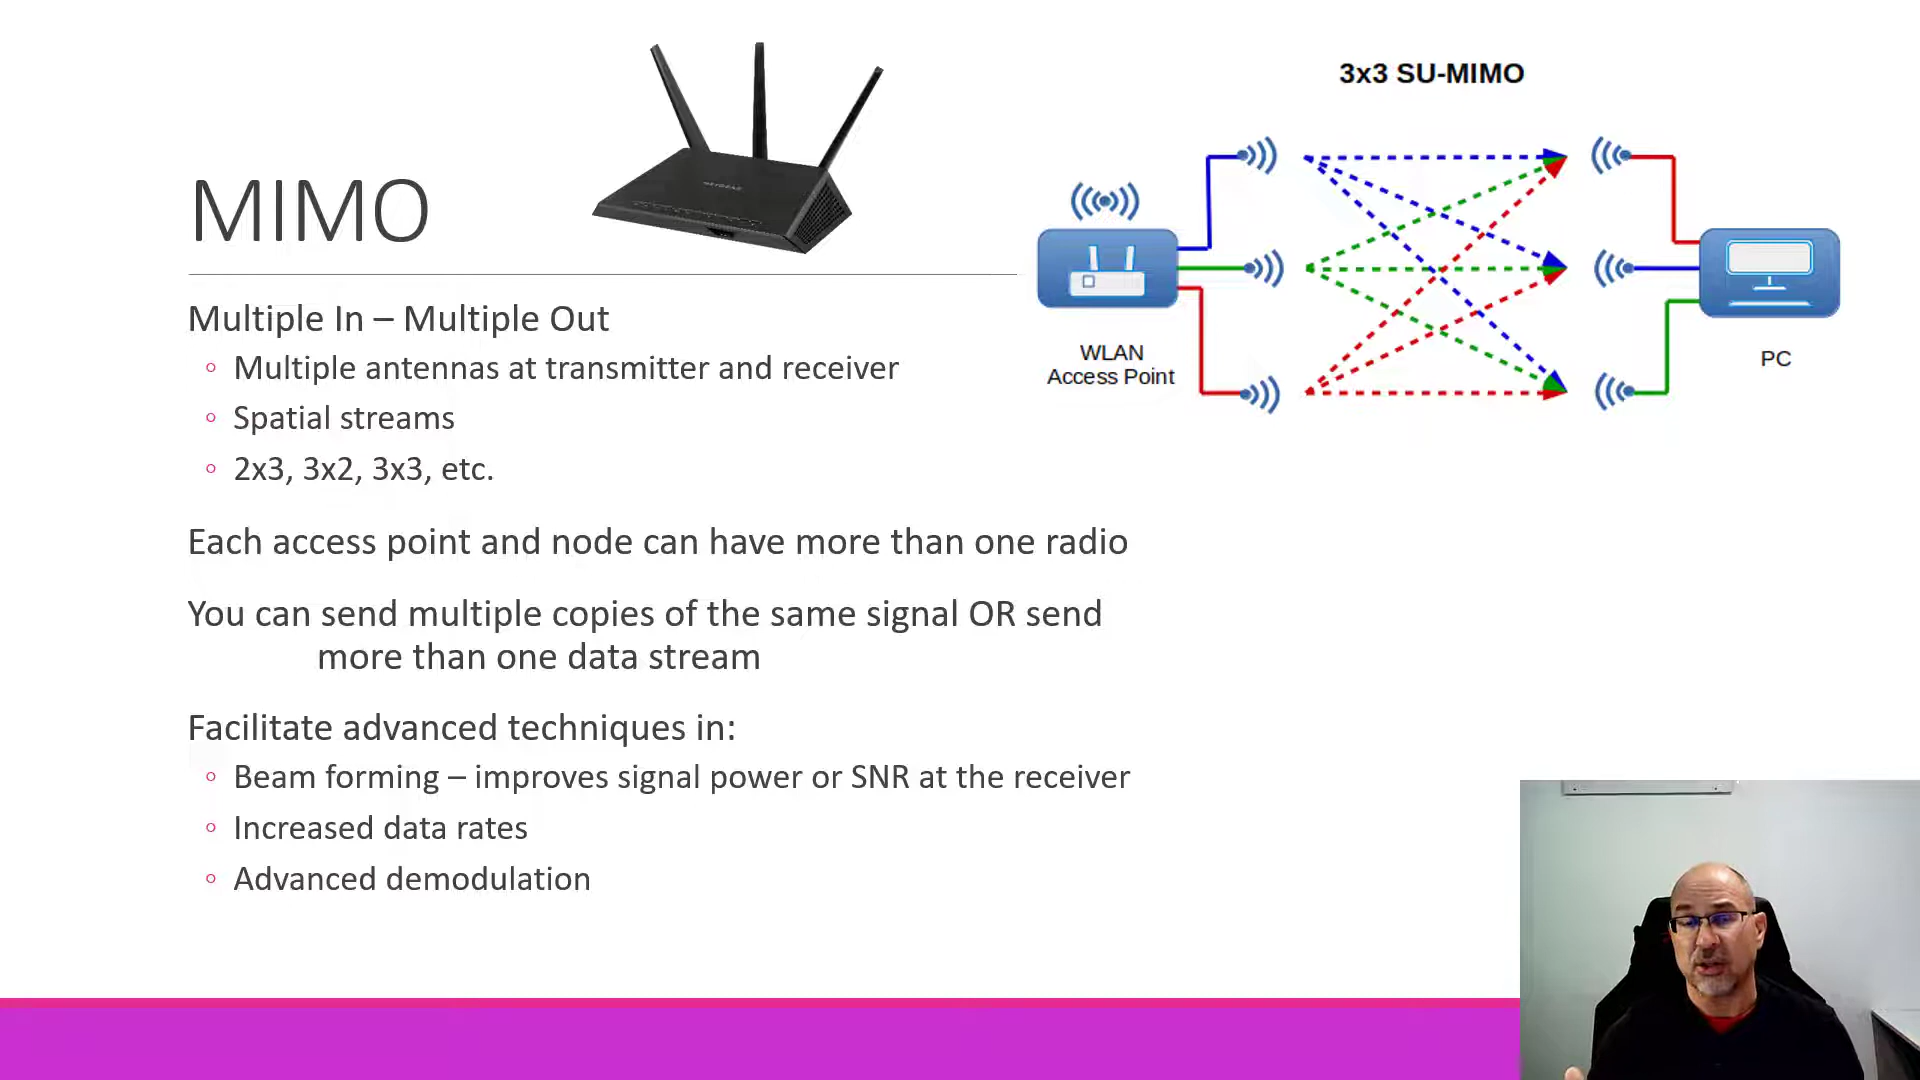 MIMO
Multiple In – Multiple Out
Multiple antennas at transmitter and receiver
Spatial streams
2x3, 3x2, 3x3, etc.
Each access point and node can have more than one radio
You can send multiple copies of the same signal OR send
more than one data stream
Facilitate advanced techniques in:
Beam forming – improves signal power or SNR at the receiver
Increased data rates
Advanced demodulation
NETGEAR
3x3 SU-MIMO
WLAN
Access Point
PC